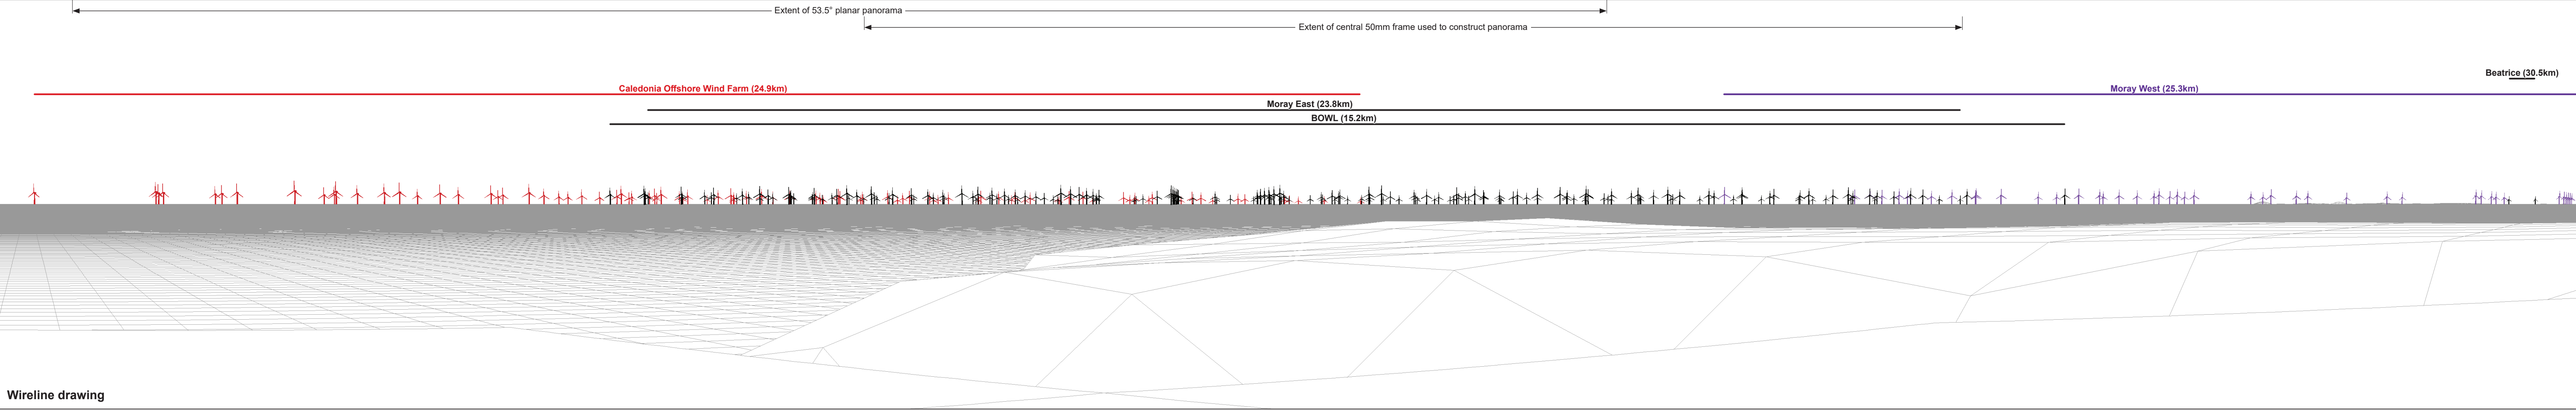 Extent of 53.5° planar panorama
Extent of central 50mm frame used to construct panorama
Beatrice (30.5km)
Caledonia Offshore Wind Farm (24.9km)
Moray West (25.3km)
Moray East (23.8km)
BOWL (15.2km)
Wireline drawing